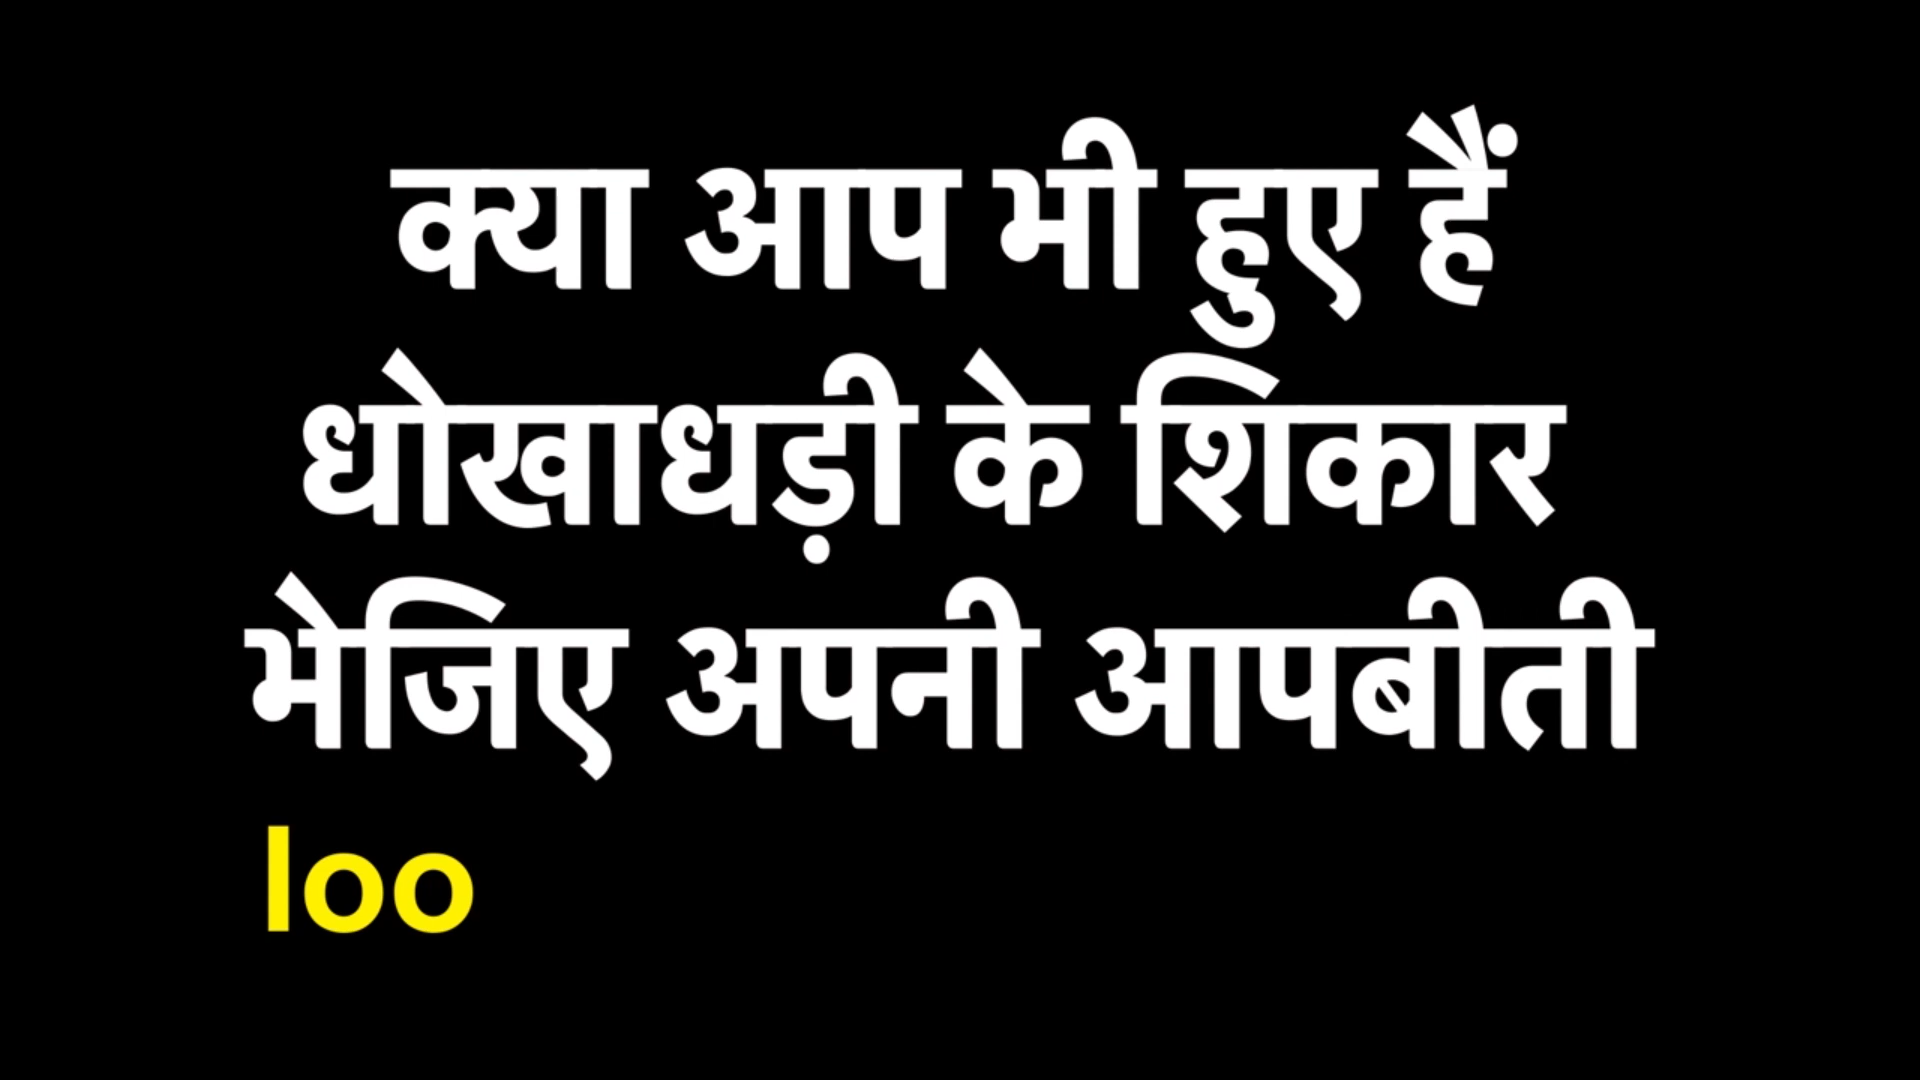 क्या आप भी हुए हैं
धोखाधड़ी के शिकार
भेजिए अपनी आपबीती
loo